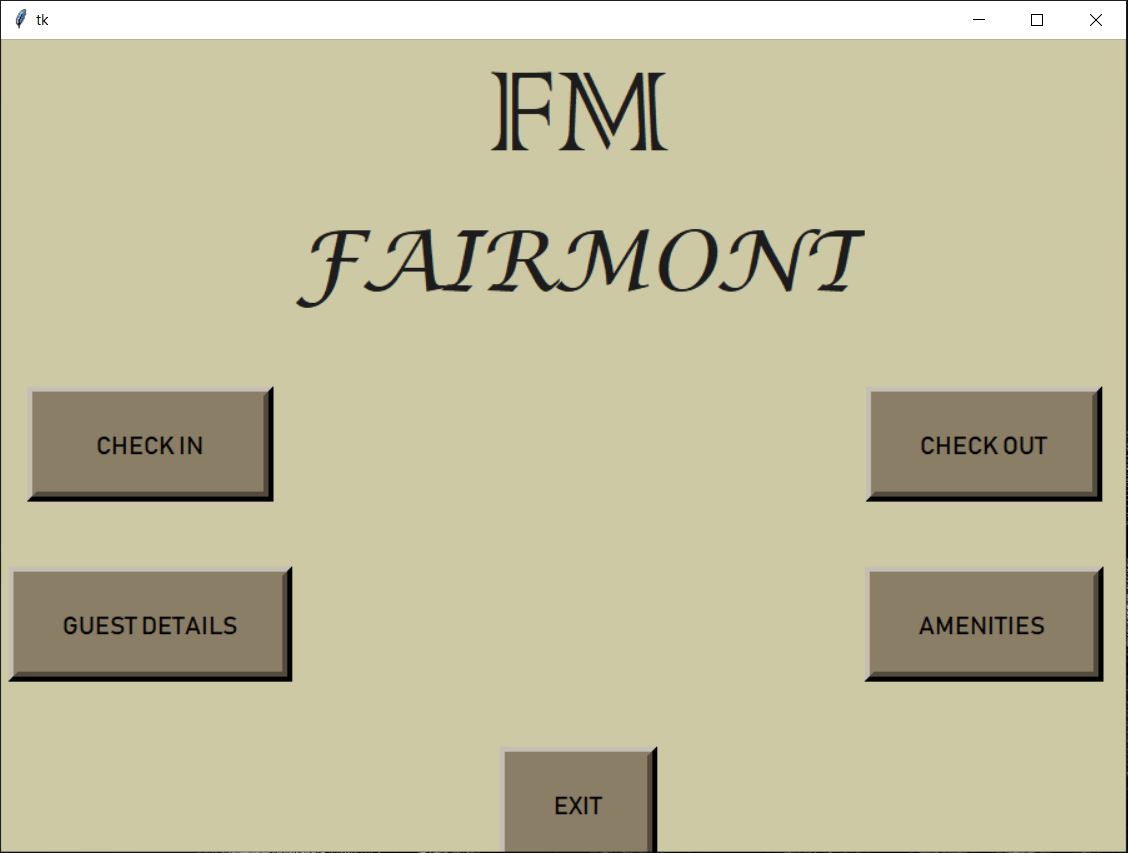 tk
FM
FAIRMONT
CHECK IN
CHECK OUT
GUEST DETAILS
AMENITIES
EXIT